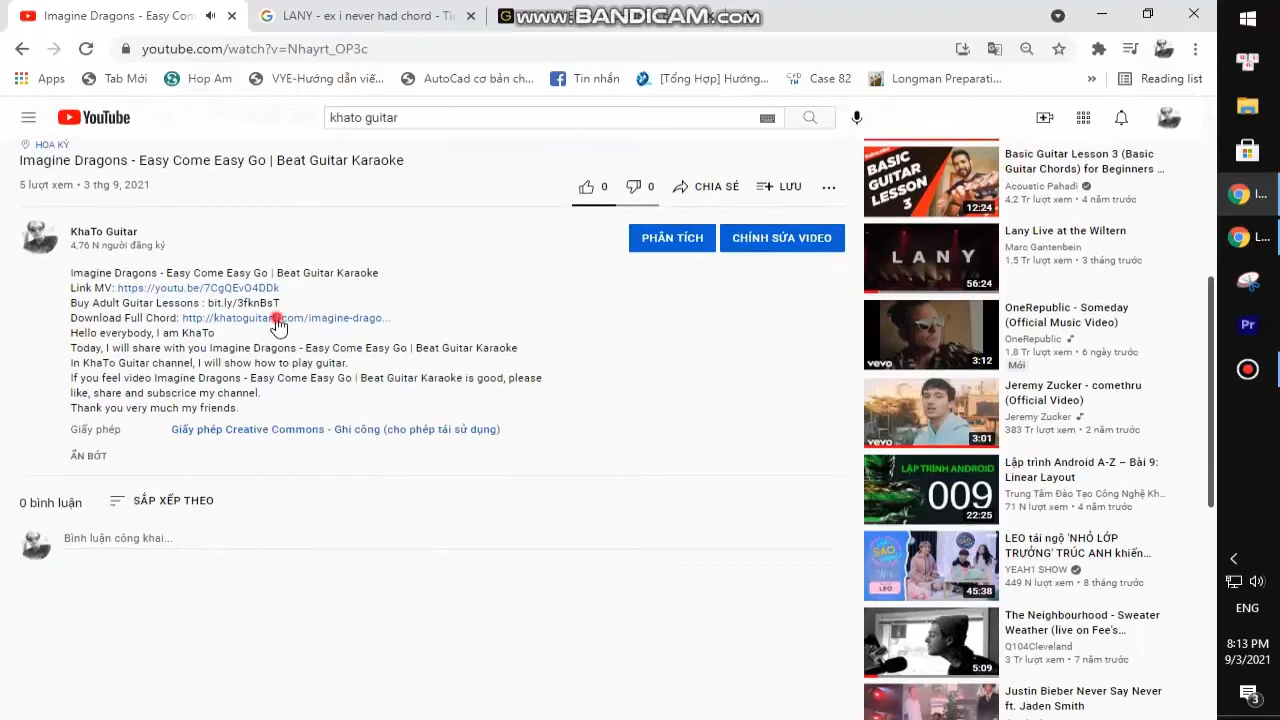 Imagine Dragons - Easy Com
LANY - ex i never had chord - Th
www.BANDICAM.com
youtube.com/watch?v=Nhayrt_OP3c
Apps
Tab Mới
Hop Am
VYE-Hướng dẫn viế...
AutoCad cơ bản ch...
Tin nhắn
[Tổng Hợp] Hướng...
Case 82
Longman Preparati...
»
Reading list
YouTube
khato guitar
HOA KỲ
Imagine Dragons - Easy Come Easy Go | Beat Guitar Karaoke
5 lượt xem • 3 thg 9, 2021
0
0
CHIA SẺ
LƯU
KhaTo Guitar
4,76 N người đăng ký
PHÂN TÍCH
CHỈNH SỬA VIDEO
Imagine Dragons - Easy Come Easy Go | Beat Guitar Karaoke
Link MV: https://youtu.be/7CgQEvO4DDk
Buy Adult Guitar Lessons : bit.ly/3fknBsT
Download Full Chord: http://khatoguitar.com/imagine-drago...
Hello everybody, I am KhaTo
Today, I will share with you Imagine Dragons - Easy Come Easy Go | Beat Guitar Karaoke
In KhaTo Guitar channel, I will show how to play guitar.
If you feel video Imagine Dragons - Easy Come Easy Go | Beat Guitar Karaoke is good, please
like, share and subscrice my channel.
Thank you very much my friends.
Giấy phép
Giấy phép Creative Commons - Ghi công (cho phép tái sử dụng)
ẨN BỚT
0 bình luận
SẮP XẾP THEO
Bình luận công khai...
BASIC
GUITAR
LESSON
3
12:24
Basic Guitar Lesson 3 (Basic
Guitar Chords) for Beginners ...
Acoustic Pahadi
4,2 Tr lượt xem • 4 năm trước
LANY
56:24
Lany Live at the Wiltern
Marc Gantenbein
1,5 Tr lượt xem • 3 tháng trước
vevo
3:12
OneRepublic - Someday
(Official Music Video)
OneRepublic
1,8 Tr lượt xem • 6 ngày trước
Mới
vevo
3:01
Jeremy Zucker - comethru
(Official Video)
Jeremy Zucker
383 Tr lượt xem • 2 năm trước
LẬP TRÌNH ANDROID
009
22:25
Lập trình Android A-Z – Bài 9:
Linear Layout
Trung Tâm Đào Tạo Công Nghệ Kh...
71 N lượt xem • 4 năm trước
SAO
LEO
45:38
LEO tái ngộ 'NHỎ LỚP
TRƯỞNG' TRÚC ANH khiến...
YEAH1 SHOW
449 N lượt xem • 8 tháng trước
5:09
The Neighbourhood - Sweater
Weather (live on Fee's...
Q104Cleveland
3 Tr lượt xem • 7 năm trước
Justin Bieber Never Say Never
ft. Jaden Smith
I...
L...
Pr
ENG
8:13 PM
9/3/2021
3